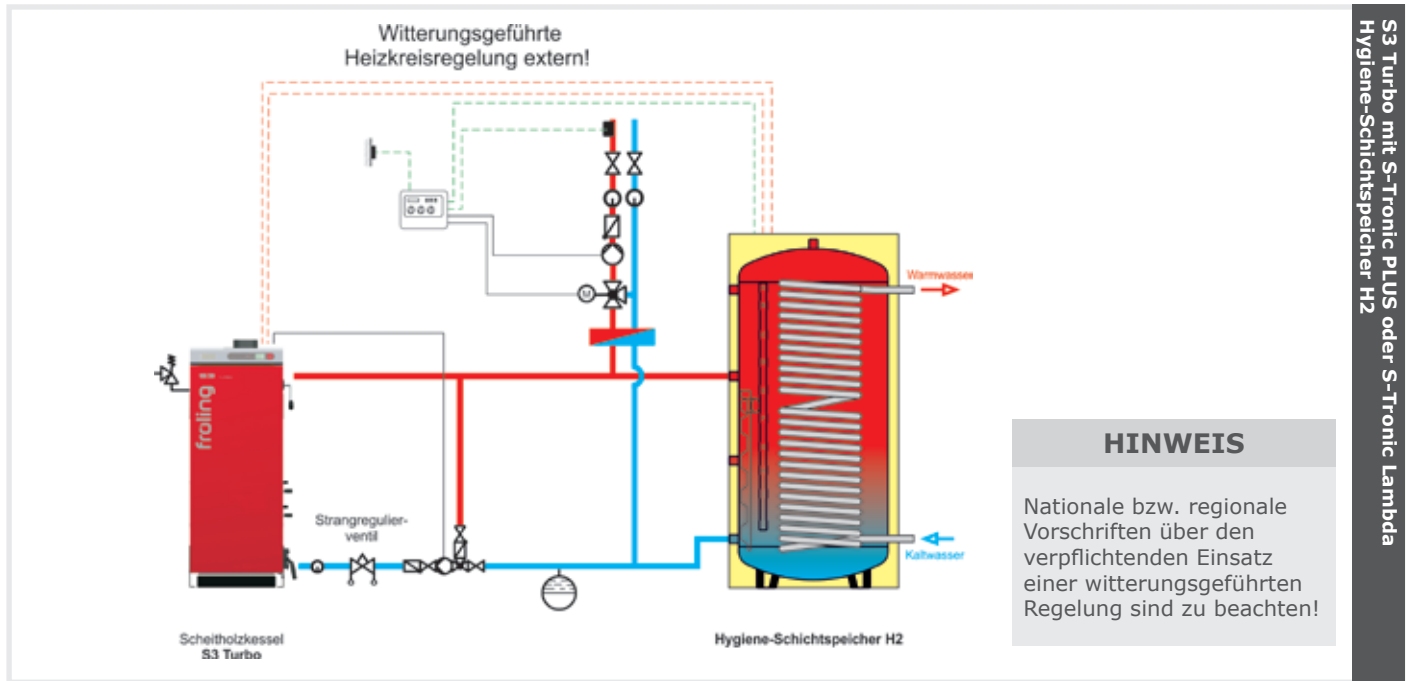 Witterungsgeführte
Heizkreisregelung extern!
M
Warmwasser
froling
Strangregulier-
ventil
Kaltwasser
Scheitholzkessel
S3 Turbo
Hygiene-Schichtspeicher H2
HINWEIS
Nationale bzw. regionale
Vorschriften über den
verpflichtenden Einsatz
einer witterungsgeführten
Regelung sind zu beachten!
S3 Turbo mit S-Tronic PLUS oder S-Tronic Lambda
Hygiene-Schichtspeicher H2